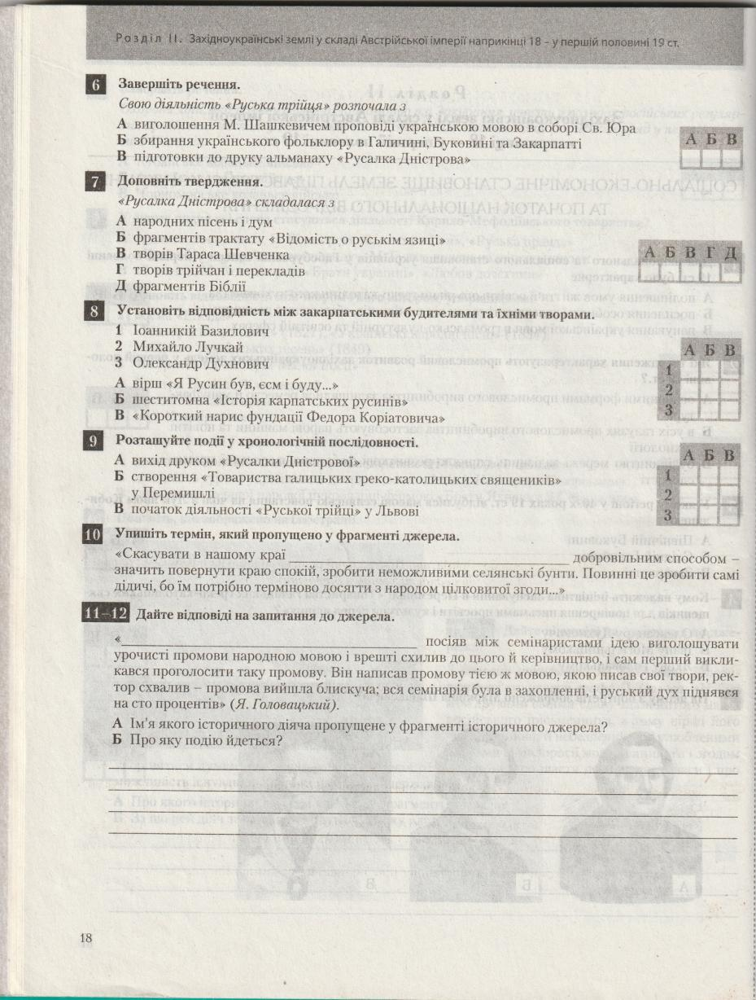 Розділ II. Західноукраїнські землі у складі Австрійської імперії наприкінці 18 – у першій половині 19 ст.
6 Завершіть речення.
Свою діяльність «Руська трійця» розпочала з
А виголошення М. Шашкевичем проповіді українською мовою в соборі Св. Юра
Б збирання українського фольклору в Галичині, Буковині та Закарпатті
В підготовки до друку альманаху «Русалка Дністрова»
А Б В
7 Доповніть твердження.
«Русалка Дністрова» складалася з
А народних пісень і дум
Б фрагментів трактату «Відомість о руськім язиці»
В творів Тараса Шевченка
Г творів трійчан і перекладів
Д фрагментів Біблії
А Б В Г Д
8 Установіть відповідність між закарпатськими будителями та їхніми творами.
1 Іоанникій Базилович
2 Михайло Лучкай
3 Олександр Духнович
А вірш «Я Русин був, єсм і буду...»
Б шеститомна «Історія карпатських русинів»
В «Короткий нарис фундації Федора Коріатовича»
А Б В
1
2
3
9 Розташуйте події у хронологічній послідовності.
А вихід друком «Русалки Дністрової»
Б створення «Товариства галицьких греко-католицьких священиків»
у Перемишлі
В початок діяльності «Руської трійці» у Львові
А Б В
1
2
3
10 Упишіть термін, який пропущено у фрагменті джерела.
«Скасувати в нашому краї ______ добровільним способом –
значить повернути краю спокій, зробити неможливими селянські бунти. Повинні це зробити самі
дідичі, бо їм потрібно терміново досягти з народом цілковитої згоди...»
11–12 Дайте відповіді на запитання до джерела.
«______ посіяв між семінаристами ідею виголошувати
урочисті промови народною мовою і врешті схилив до цього й керівництво, і сам перший викли-
кався проголосити таку промову. Він написав промову тією ж мовою, якою писав свої твори, рек-
тор схвалив – промова вийшла блискуча; вся семінарія була в захопленні, і руський дух піднявся
на сто процентів» (Я. Головацький).
А Ім’я якого історичного діяча пропущене у фрагменті історичного джерела?
Б Про яку подію йдеться?
18